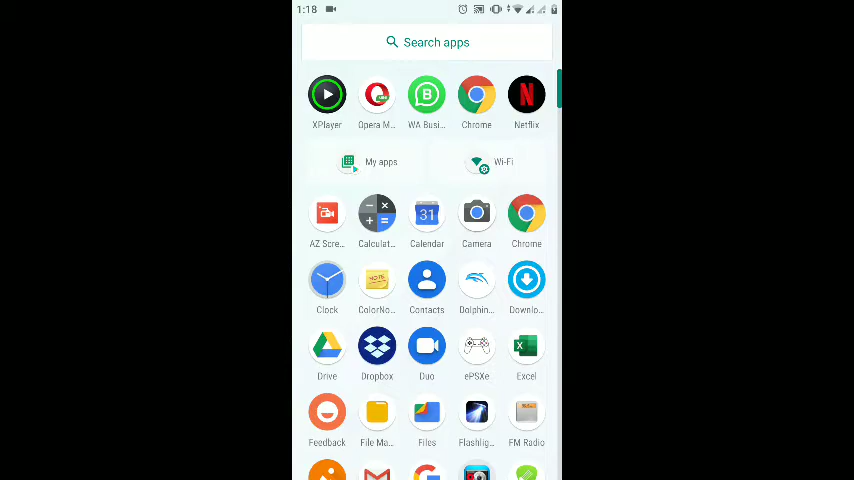 1:18
Search apps
XPlayer Opera M... WA Busi... Chrome Netflix
My apps Wi-Fi
AZ Scre... Calculat... Calendar Camera Chrome
Clock ColorNo... Contacts Dolphin... Downlo...
Drive Dropbox Duo ePSXe Excel
Feedback File Ma... Files Flashlig... FM Radio